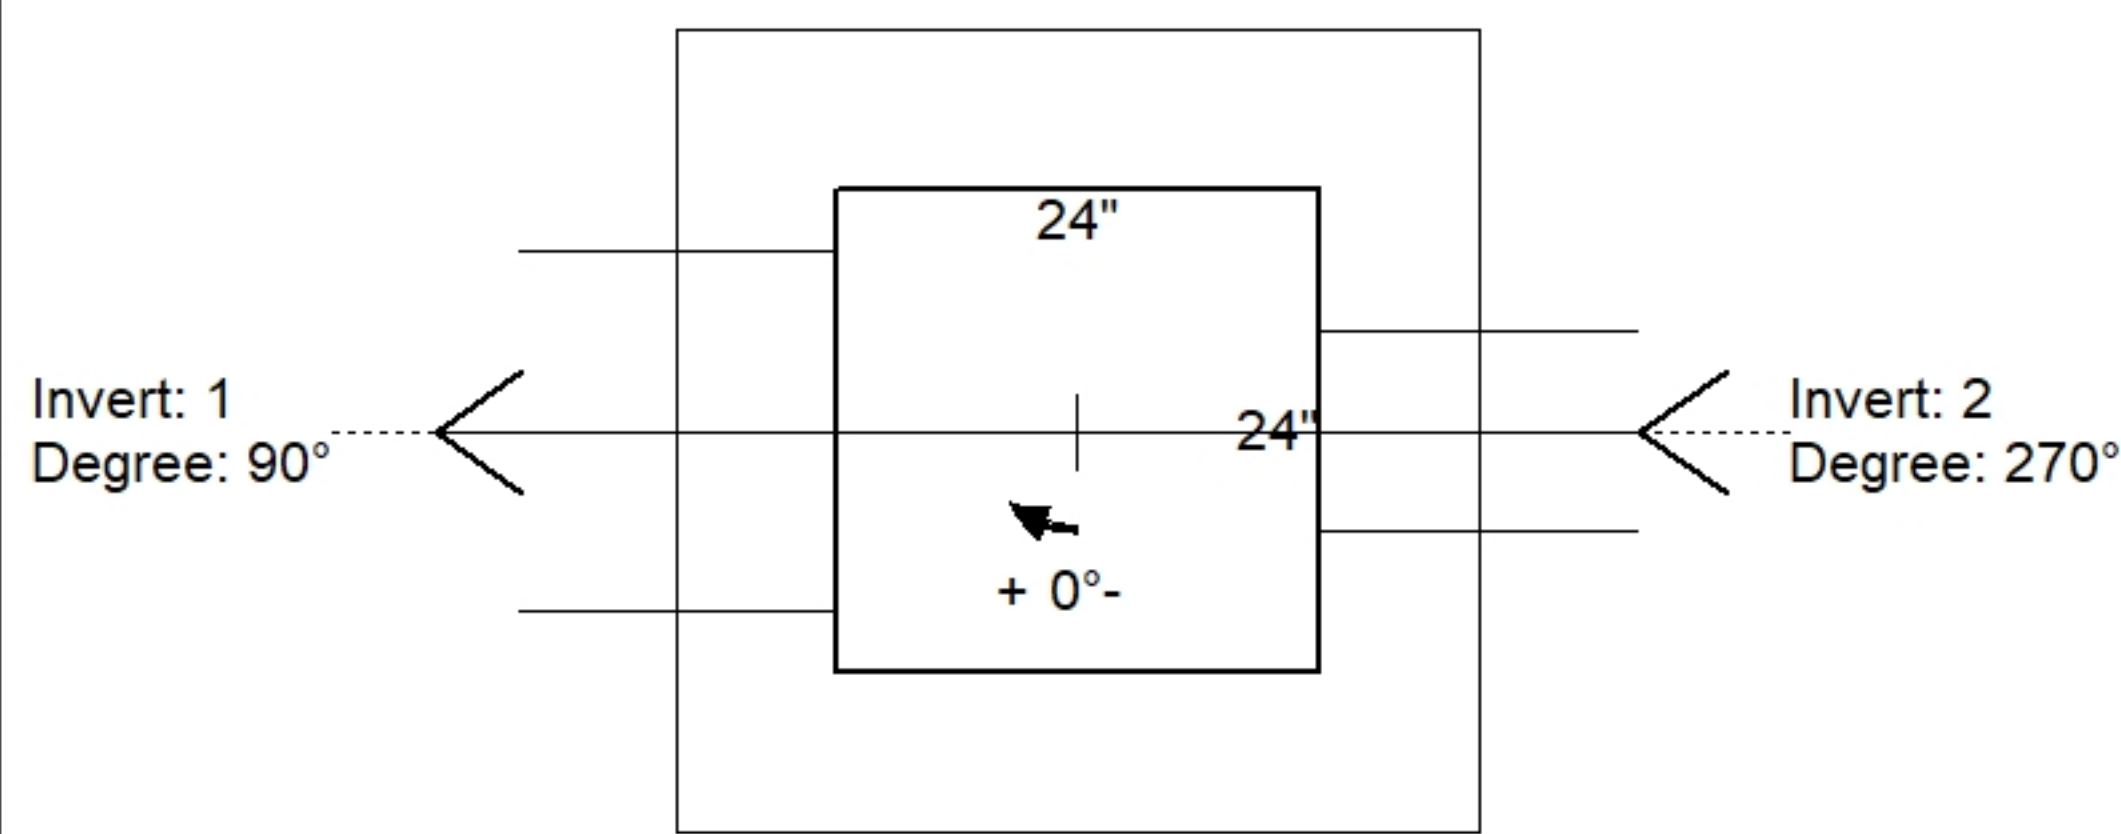 24"
Invert: 1
Degree: 90°
24"
Invert: 2
Degree: 270°
+ 0°-